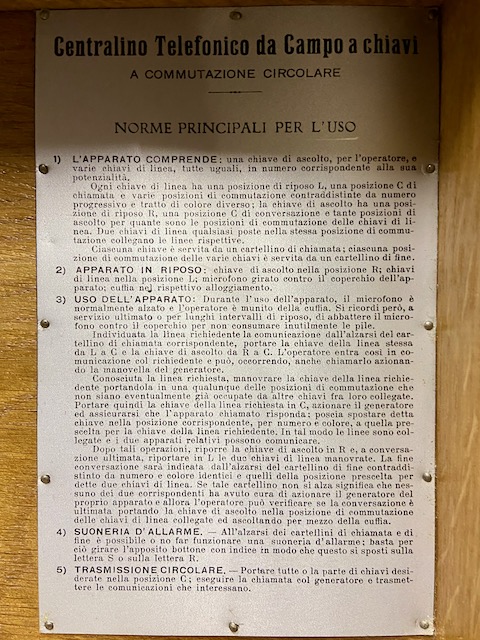 Centralino Telefonico da Campo a chiavi
A COMMUTAZIONE CIRCOLARE
NORME PRINCIPALI PER L'USO
1) L'APPARATO COMPRENDE: una chiave di ascolto, per l'operatore, e
varie chiavi di linea, tutte uguali, in numero corrispondente alla sua
potenzialità.
Ogni chiave di linea ha una posizione di riposo L, una posizione C di
chiamata e varie posizioni di commutazione contraddistinte da numero
progressivo e tratto di colore diverso; la chiave di ascolto ha una posi-
zione di riposo R, una posizione C di conversazione e tante posizioni di
ascolto per quante sono le posizioni di commutazione delle chiavi di li-
nea. Due chiavi di linea qualsiasi poste nella stessa posizione di commu-
tazione collegano le linee rispettive.
Ciascuna chiave è servita da un cartellino di chiamata; ciascuna posi-
zione di commutazione delle varie chiavi è servita da un cartellino di fine.
2) APPARATO IN RIPOSO: chiave di ascolto nella posizione R; chiavi
di linea nella posizione L; microfono girato contro il coperchio dell'ap-
parato; cuffia nel rispettivo alloggiamento.
3) USO DELL'APPARATO: Durante l'uso dell'apparato, il microfono è
normalmente alzato e l'operatore è munito della cuffia. Si ricordi però, a
servizio ultimato o per lunghi intervalli di riposo, di abbattere il micro-
fono contro il coperchio per non consumare inutilmente le pile.
Individuata la linea richiedente la comunicazione dall'alzarsi del car-
tellino di chiamata corrispondente, portare la chiave della linea stessa
da L a C e la chiave di ascolto da R a C. L'operatore entra così in co-
municazione col richiedente e può, occorrendo, anche chiamarlo azionan-
do la manovella del generatore.
Conosciuta la linea richiesta, manovrare la chiave della linea richie-
dente portandola in una qualunque delle posizioni di commutazione che
non siano eventualmente già occupate da altre chiavi fra loro collegate.
Portare quindi la chiave della linea richiesta in C, azionare il generatore
ed assicurarsi che l'apparato chiamato risponda; poscia spostare detta
chiave nella posizione corrispondente, per numero e colore, a quella pre-
scelta per la chiave della linea richiedente. In tal modo le linee sono col-
legate e i due apparati relativi possono comunicare.
Dopo tali operazioni, riporre la chiave di ascolto in R e, a conversa-
zione ultimata, riportare in L le due chiavi di linea manovrate. La fine
conversazione sarà indicata dall'alzarsi del cartellino di fine contraddi-
stinto da numero e colore identici a quelli della posizione prescelta per
dette due chiavi di linea. Se tale cartellino non si alza significa che nes-
suno dei due corrispondenti ha avuto cura di azionare il generatore del
proprio apparato e allora l'operatore può verificare se la conversazione è
ultimata portando la chiave di ascolto nella posizione di commutazione
delle chiavi di linea collegate ed ascoltando per mezzo della cuffia.
4) SUONERIA D'ALLARME. — All'alzarsi dei cartellini di chiamata e di
fine è possibile o no far funzionare una suoneria d'allarme; basta per
ciò girare l'apposito bottone con indice in modo che questo si sposti sulla
lettera S o sulla lettera R.
5) TRASMISSIONE CIRCOLARE. — Portare tutte o la parte di chiavi desi-
derate nella posizione C; eseguire la chiamata col generatore e trasmet-
tere le comunicazioni che interessano.